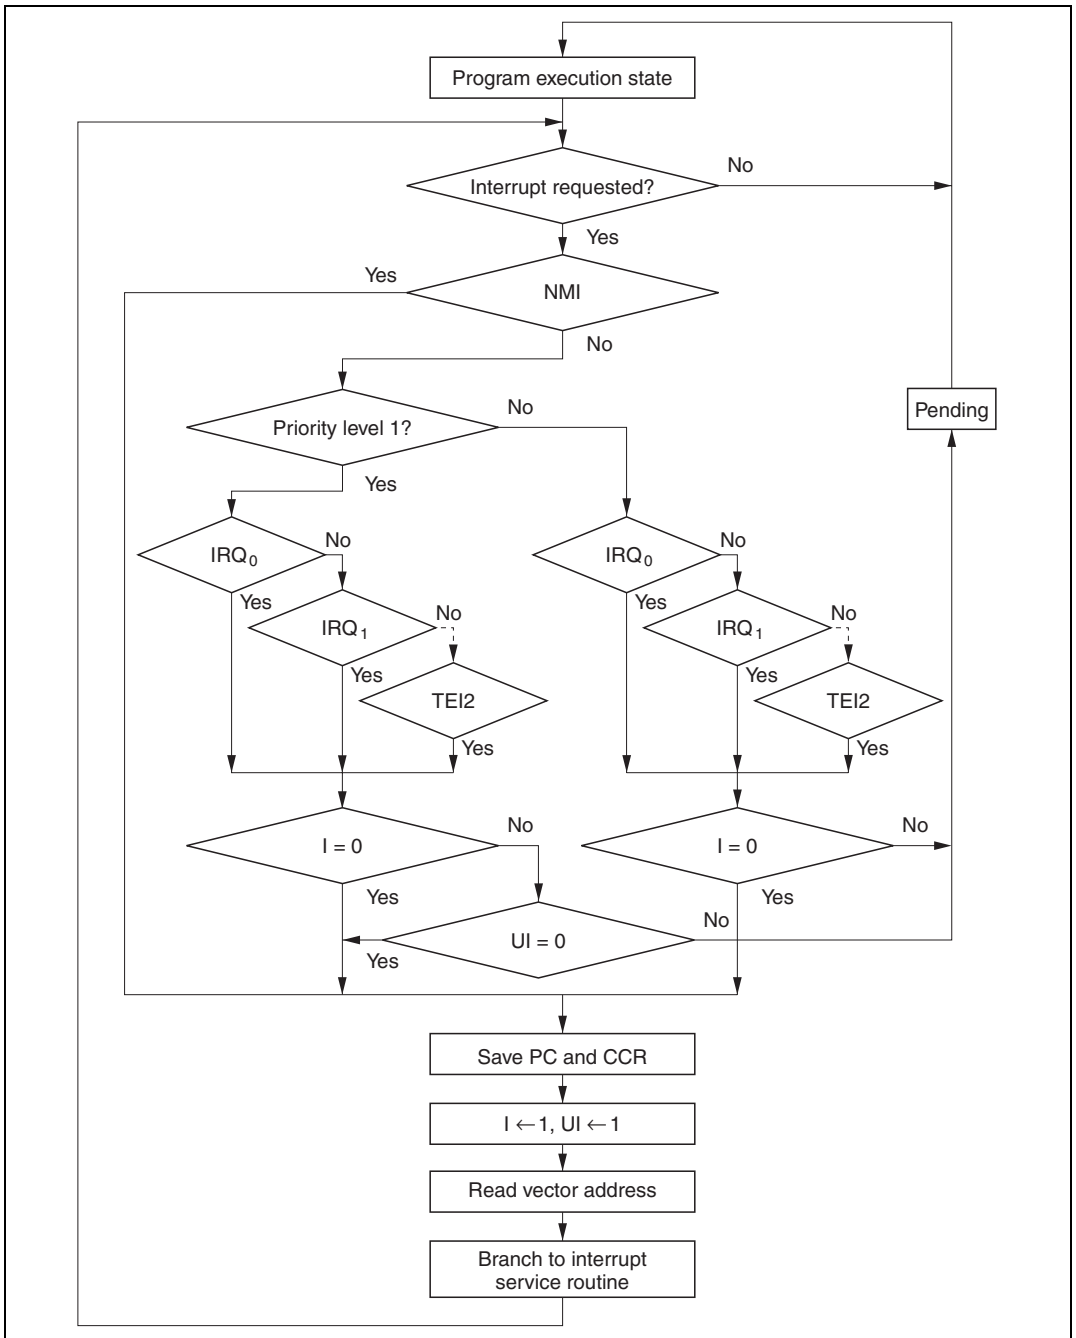 Program execution state
Interrupt requested?
No
Yes
Yes
NMI
No
Pending
Priority level 1?
No
Yes
IRQ0
No
Yes
IRQ1
No
Yes
TEI2
Yes
IRQ0
No
Yes
IRQ1
No
Yes
TEI2
Yes
I = 0
No
Yes
I = 0
No
Yes
UI = 0
No
Yes
Save PC and CCR
I ←1, UI ←1
Read vector address
Branch to interrupt
service routine